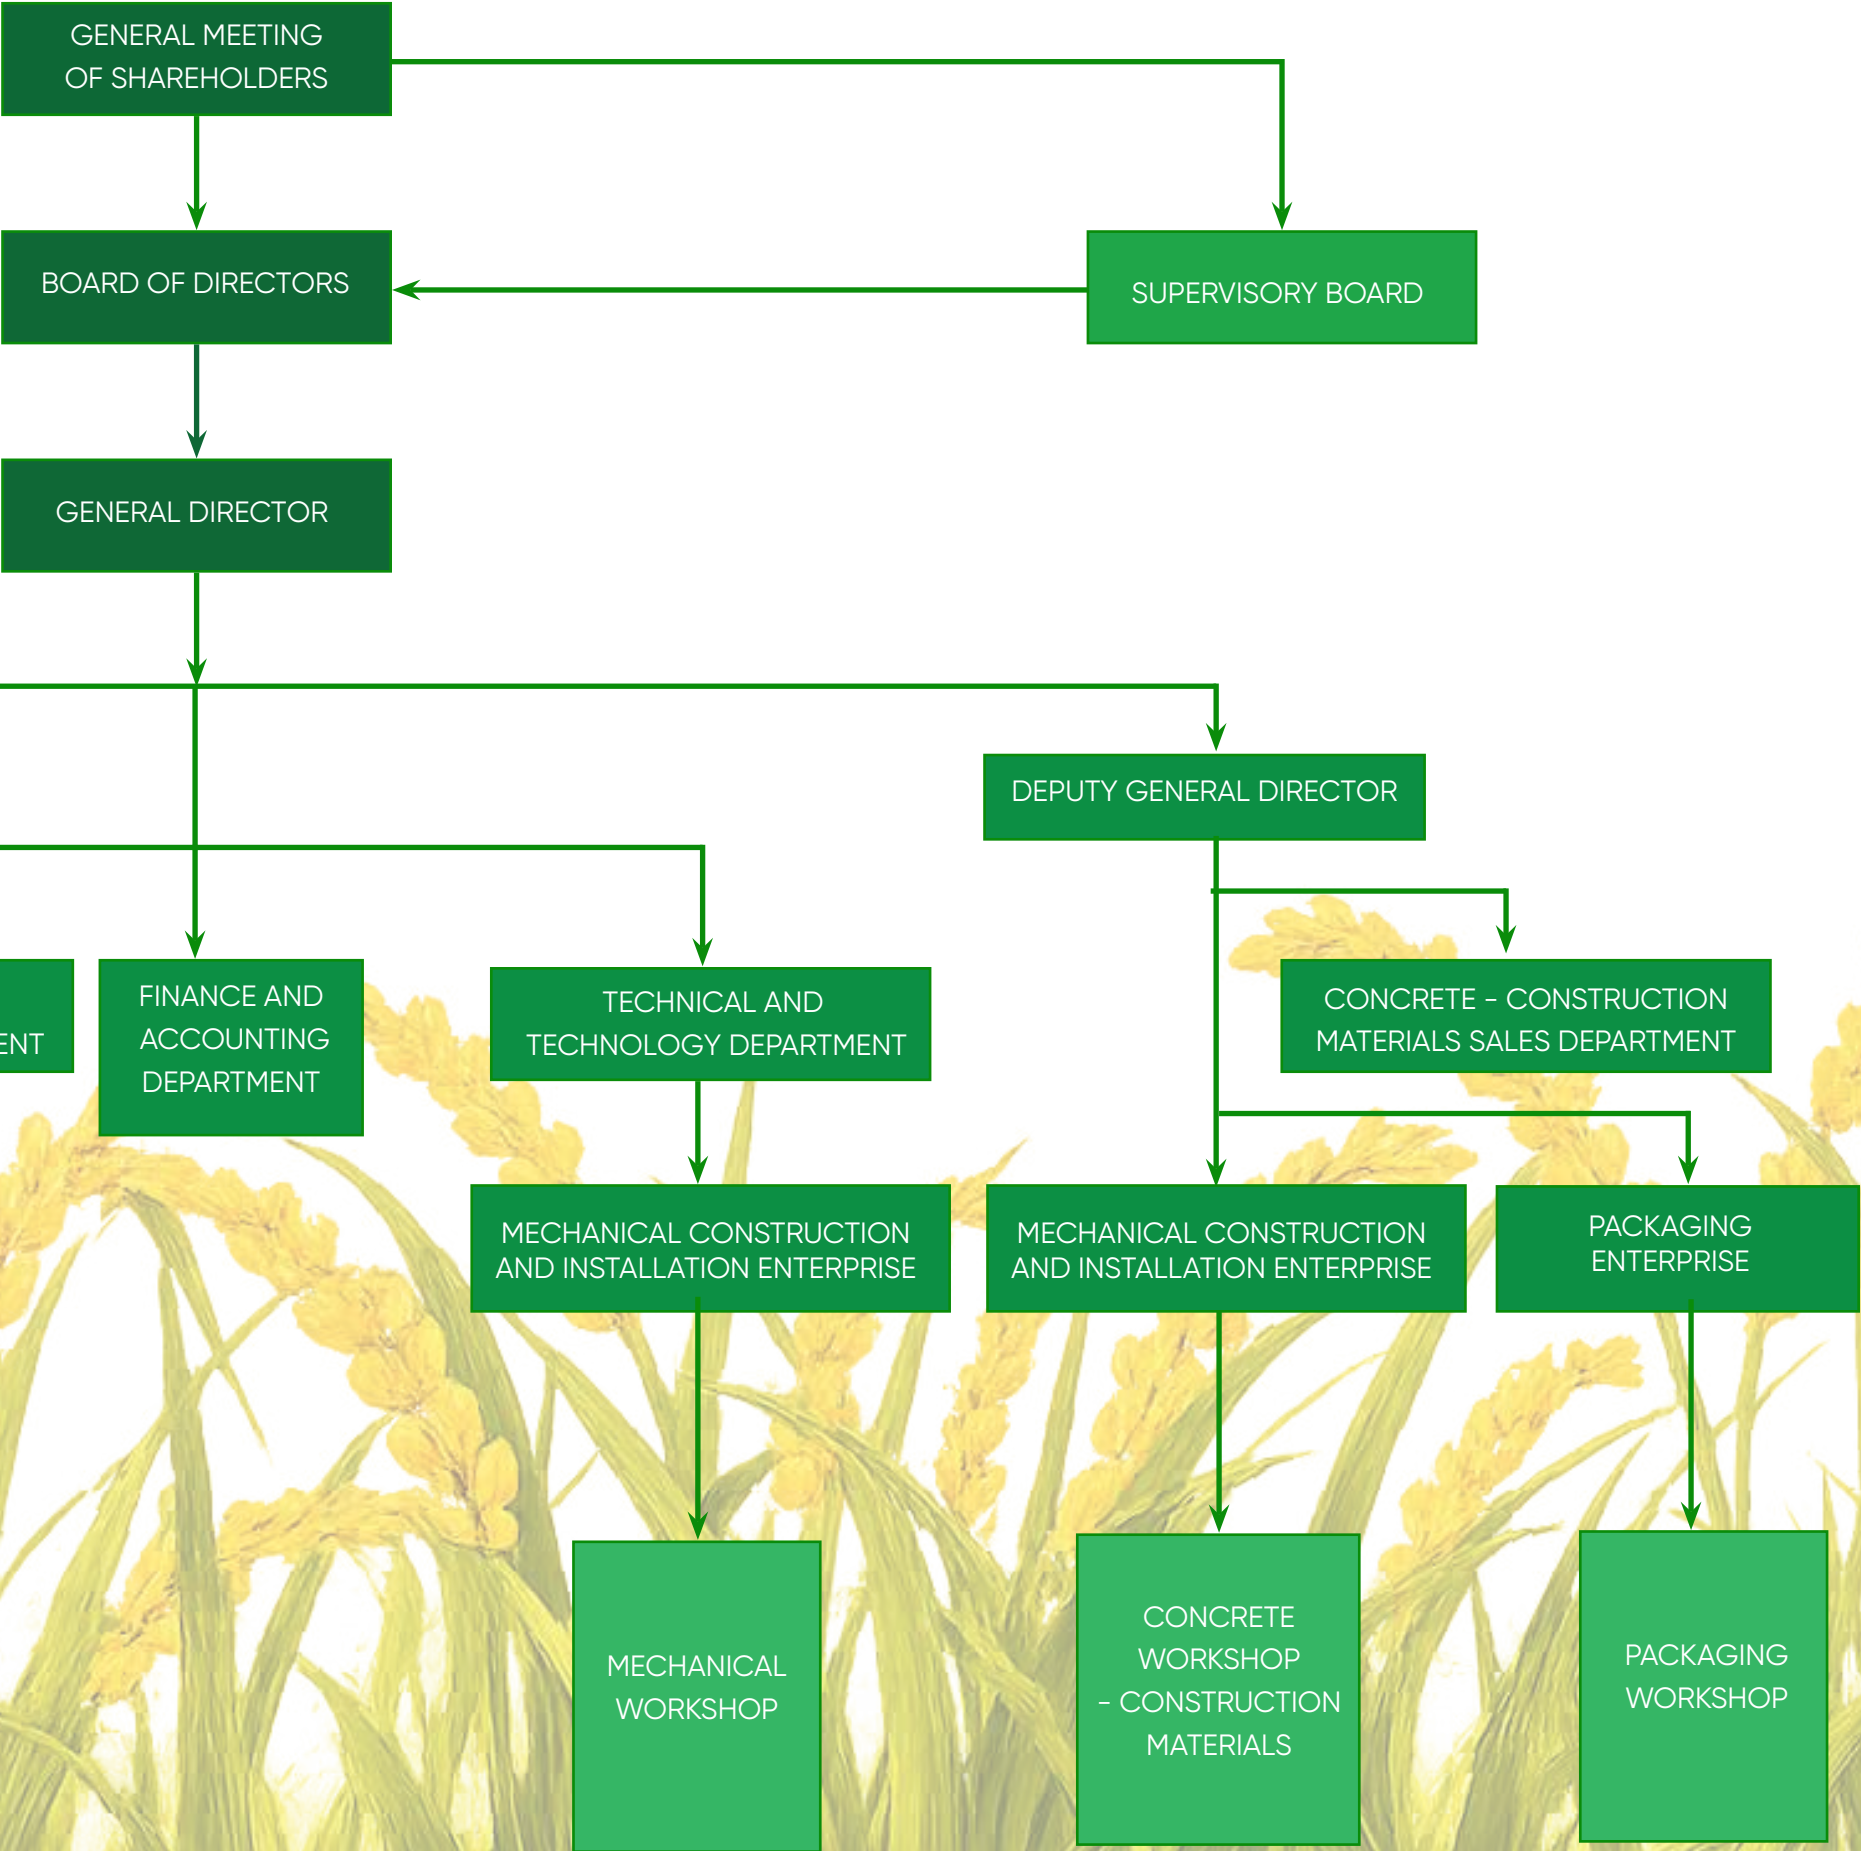 GENERAL MEETING
OF SHAREHOLDERS
BOARD OF DIRECTORS
SUPERVISORY BOARD
GENERAL DIRECTOR
DEPUTY GENERAL DIRECTOR
ENT
FINANCE AND
ACCOUNTING
DEPARTMENT
TECHNICAL AND
TECHNOLOGY DEPARTMENT
CONCRETE - CONSTRUCTION
MATERIALS SALES DEPARTMENT
MECHANICAL CONSTRUCTION
AND INSTALLATION ENTERPRISE
MECHANICAL CONSTRUCTION
AND INSTALLATION ENTERPRISE
PACKAGING
ENTERPRISE
MECHANICAL
WORKSHOP
CONCRETE
WORKSHOP
- CONSTRUCTION
MATERIALS
PACKAGING
WORKSHOP